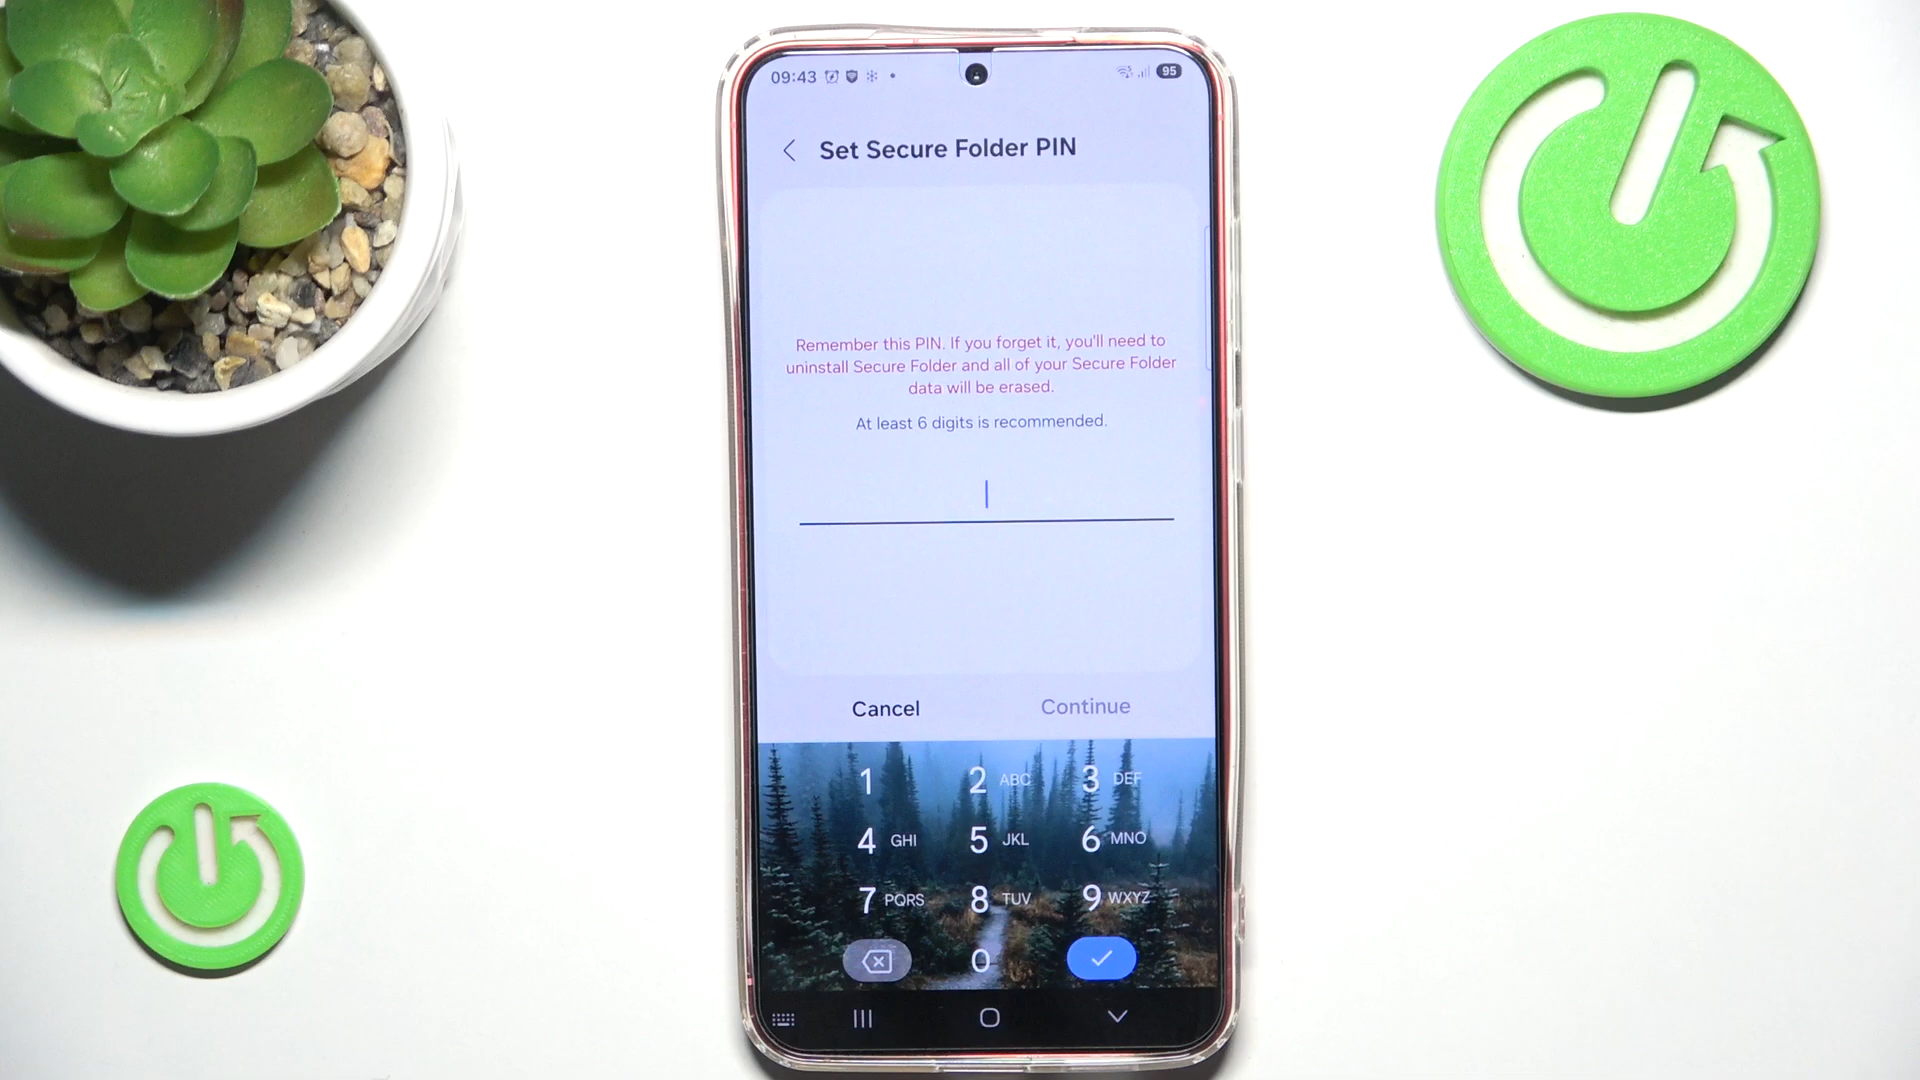 09:43
95
Set Secure Folder PIN
Remember this PIN. If you forget it, you'll need to
uninstall Secure Folder and all of your Secure Folder
data will be erased.
At least 6 digits is recommended.
Cancel Continue
1 2 ABC 3 DEF
4 GHI 5 JKL 6 MNO
7 PQRS 8 TUV 9 WXYZ
0